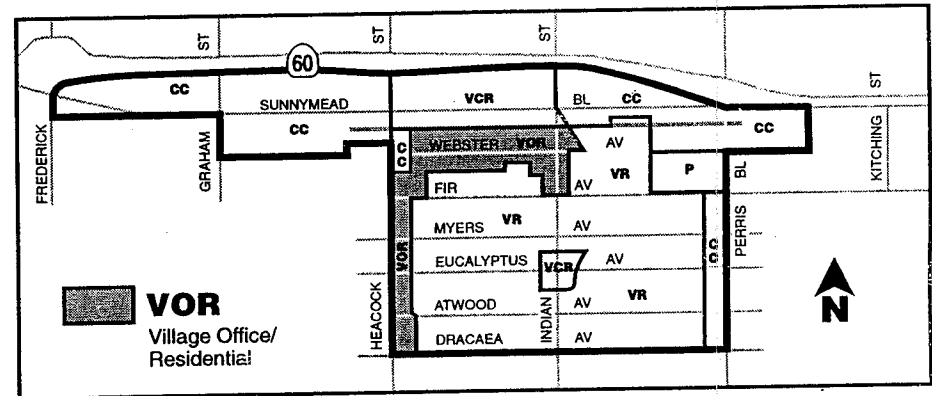 ST
ST
ST
60
CC
SUNNYMEAD
VCR
BL
CC
CC
CC
FREDERICK
GRAHAM
CC
WEBSTER
VOR
AV
VR
P
BL
KITCHING
FIR
AV
MYERS
VR
AV
VOR
CC
PERRIS
EUCALYPTUS
VCR
AV
ATWOOD
AV
VR
HEACOCK
DRACAEA
INDIAN
AV
N
VOR
Village Office/
Residential